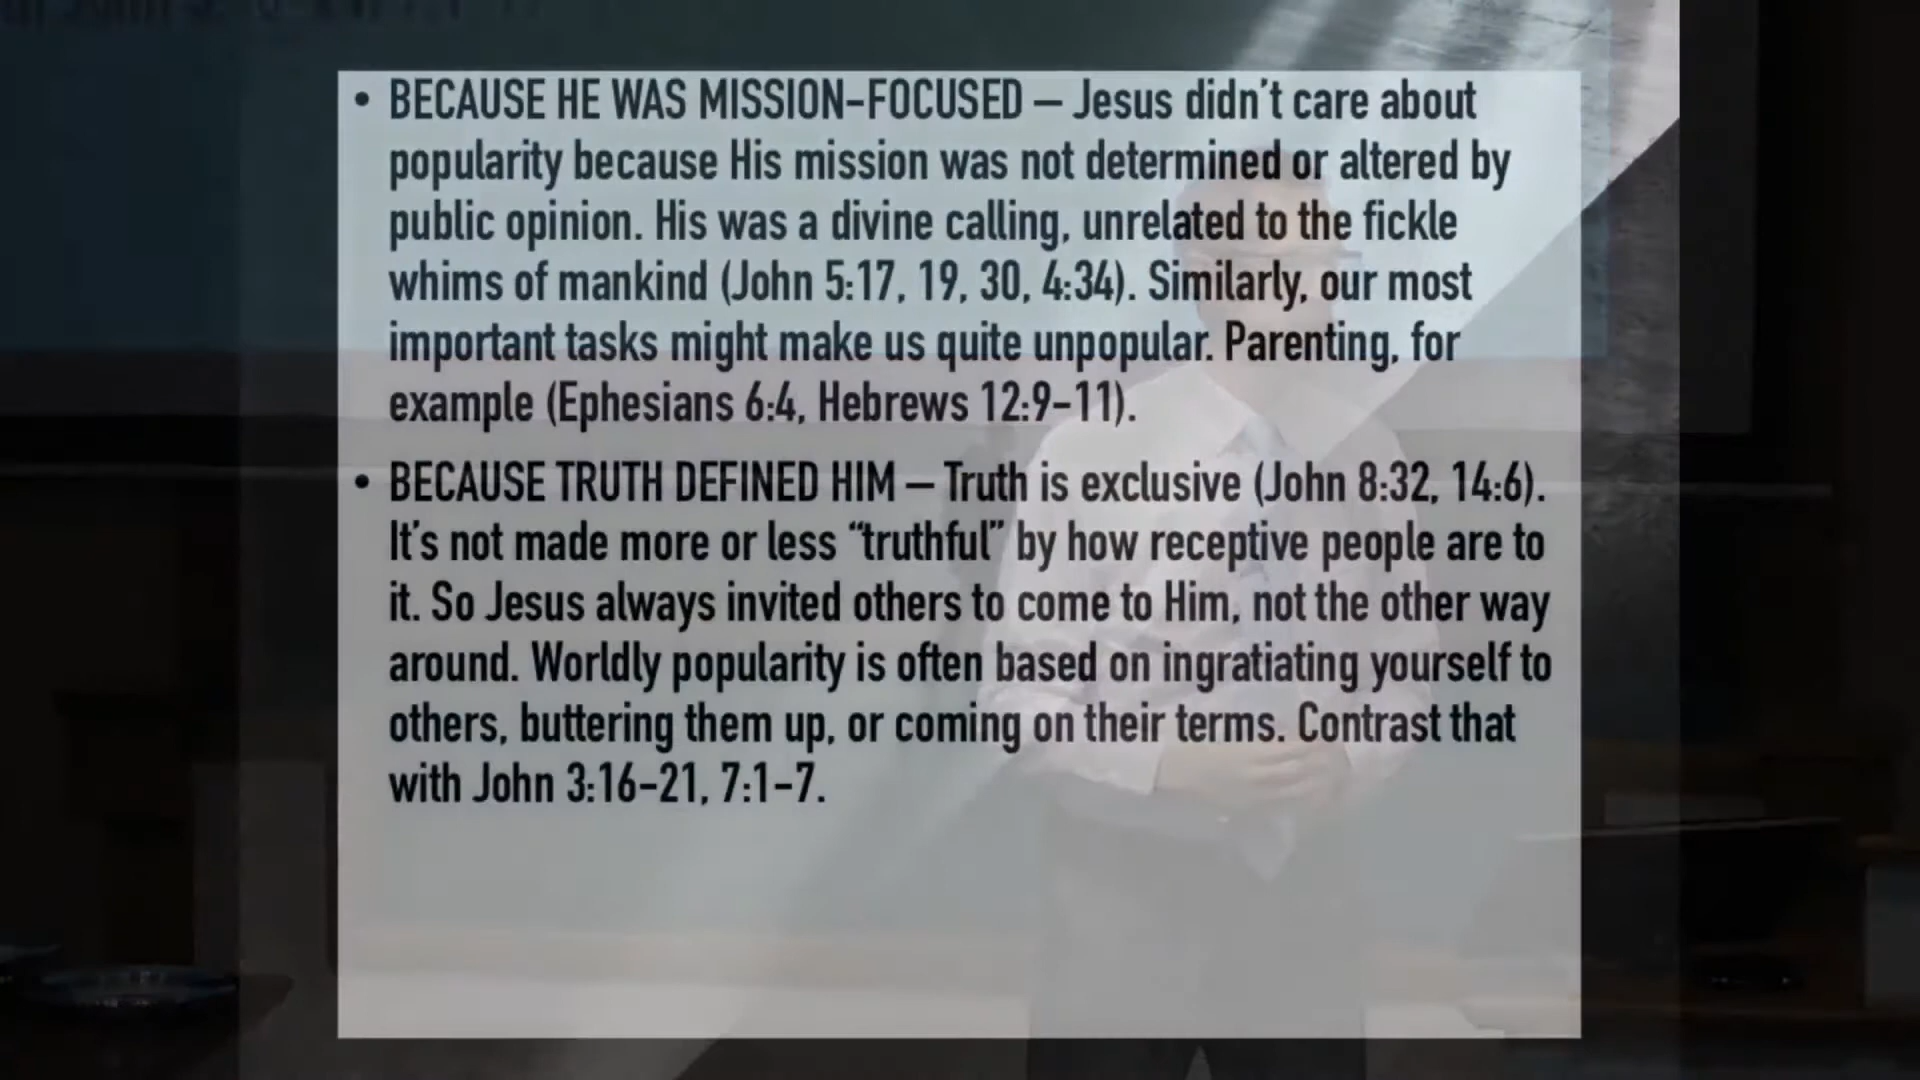 • BECAUSE HE WAS MISSION-FOCUSED – Jesus didn't care about
popularity because His mission was not determined or altered by
public opinion. His was a divine calling, unrelated to the fickle
whims of mankind (John 5:17, 19, 30, 4:34). Similarly, our most
important tasks might make us quite unpopular. Parenting, for
example (Ephesians 6:4, Hebrews 12:9-11).
• BECAUSE TRUTH DEFINED HIM – Truth is exclusive (John 8:32, 14:6).
It's not made more or less “truthful” by how receptive people are to
it. So Jesus always invited others to come to Him, not the other way
around. Worldly popularity is often based on ingratiating yourself to
others, buttering them up, or coming on their terms. Contrast that
with John 3:16-21, 7:1-7.